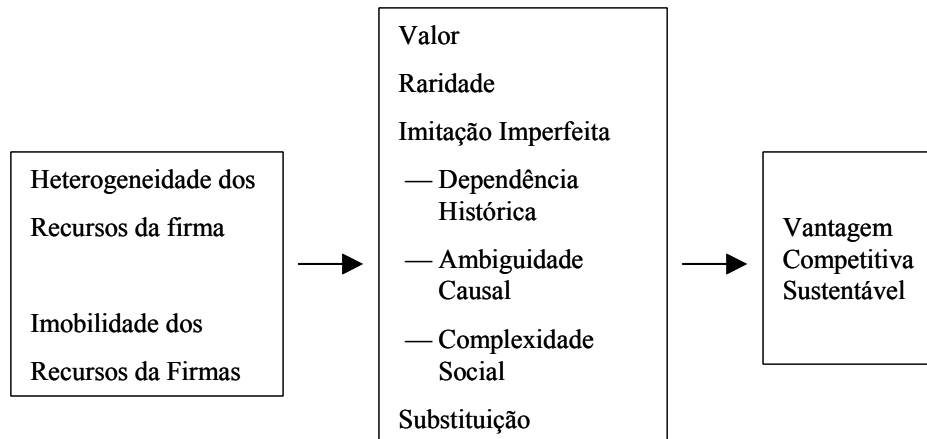 Heterogeneidade dos
Recursos da firma
Imobilidade dos
Recursos da Firmas
Valor
Raridade
Imitação Imperfeita
— Dependência
Histórica
— Ambiguidade
Causal
— Complexidade
Social
Substituição
Vantagem
Competitiva
Sustentável